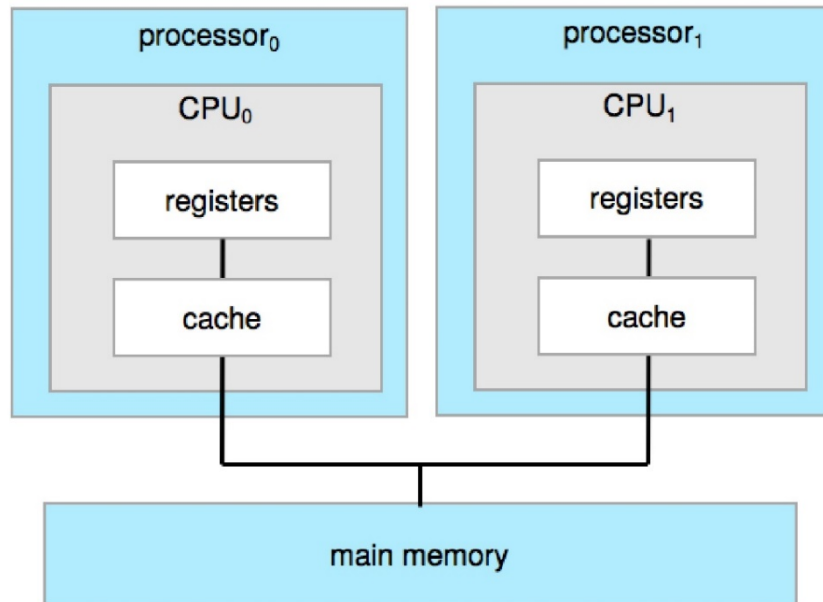 processor₀
processor₁
CPU₀
CPU₁
registers
registers
cache
cache
main memory